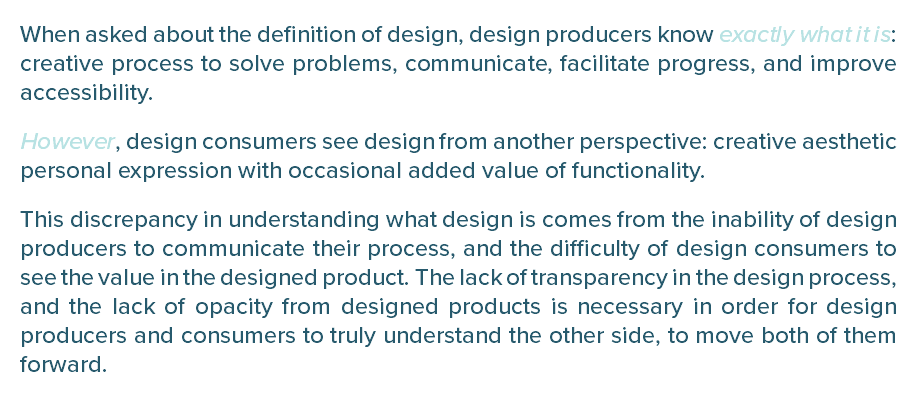 When asked about the definition of design, design producers know exactly what it is:
creative process to solve problems, communicate, facilitate progress, and improve
accessibility.
However, design consumers see design from another perspective: creative aesthetic
personal expression with occasional added value of functionality.
This discrepancy in understanding what design is comes from the inability of design
producers to communicate their process, and the difficulty of design consumers to
see the value in the designed product. The lack of transparency in the design process,
and the lack of opacity from designed products is necessary in order for design
producers and consumers to truly understand the other side, to move both of them
forward.